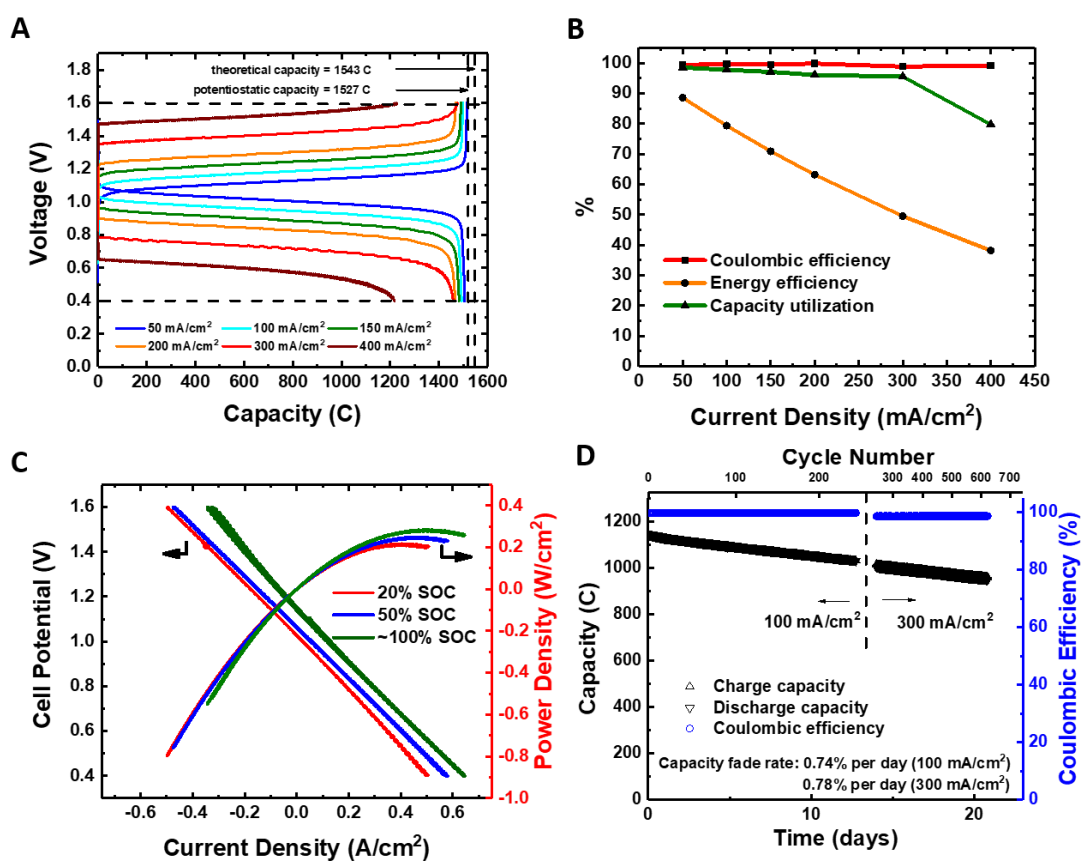 A
theoretical capacity = 1543 C
potentiostatic capacity = 1527 C
1.8
1.6
1.4
1.2
1.0
0.8
0.6
0.4
0.2
0.0
Voltage (V)
50 mA/cm²
100 mA/cm²
150 mA/cm²
200 mA/cm²
300 mA/cm²
400 mA/cm²
0 200 400 600 800 1000 1200 1400 1600
Capacity (C)
B
100
90
80
70
60
50
40
30
20
10
0
%
Coulombic efficiency
Energy efficiency
Capacity utilization
0 50 100 150 200 250 300 350 400 450
Current Density (mA/cm²)
C
1.6
1.4
1.2
1.0
0.8
0.6
0.4
Cell Potential (V)
20% SOC
50% SOC
~100% SOC
0.4
0.2
0.0
-0.2
-0.4
-0.6
-0.8
-1.0
Power Density (W/cm²)
-0.6 -0.4 -0.2 0.0 0.2 0.4 0.6
Current Density (A/cm²)
D
Cycle Number
0 100 200 300 400 500 600 700
1200
1000
800
600
400
200
0
Capacity (C)
100 mA/cm²
300 mA/cm²
Charge capacity
Discharge capacity
Coulombic efficiency
Capacity fade rate: 0.74% per day (100 mA/cm²)
0.78% per day (300 mA/cm²)
100
80
60
40
20
0
Coulombic Efficiency (%)
0 10 20
Time (days)